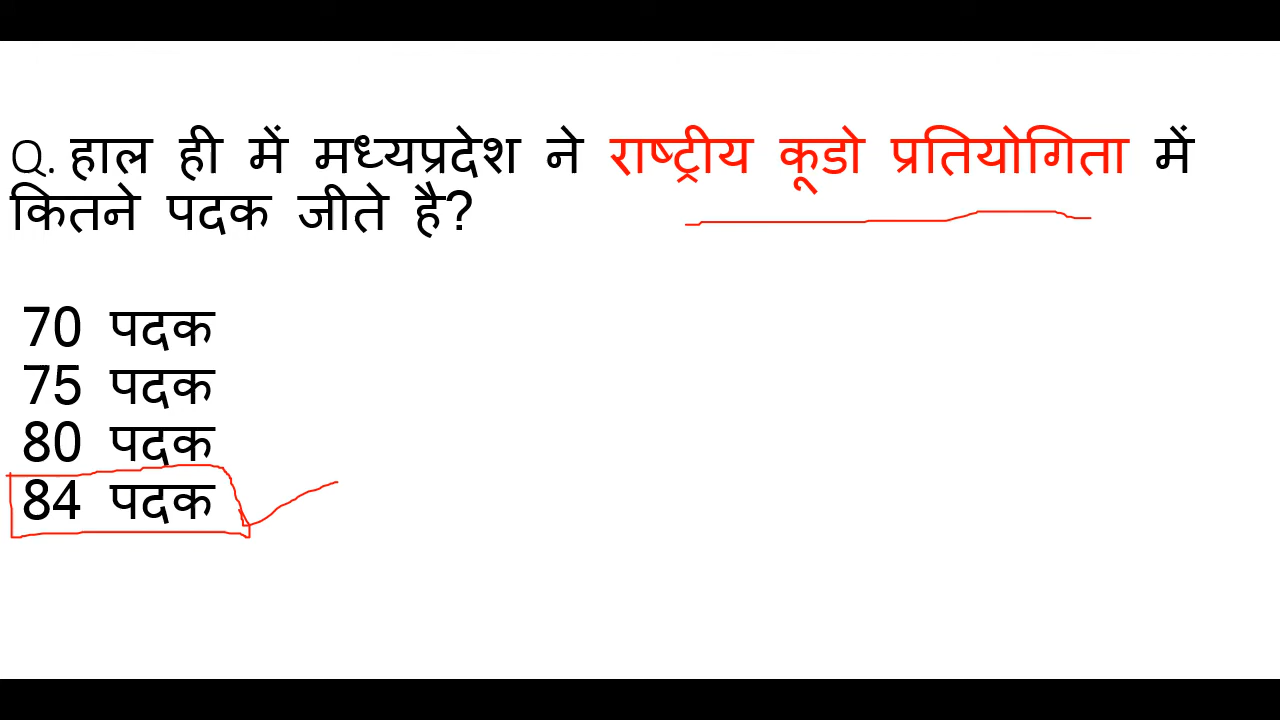 Q. हाल ही में मध्यप्रदेश ने राष्ट्रीय कूडो प्रतियोगिता में
कितने पदक जीते है?
70 पदक
75 पदक
80 पदक
84 पदक